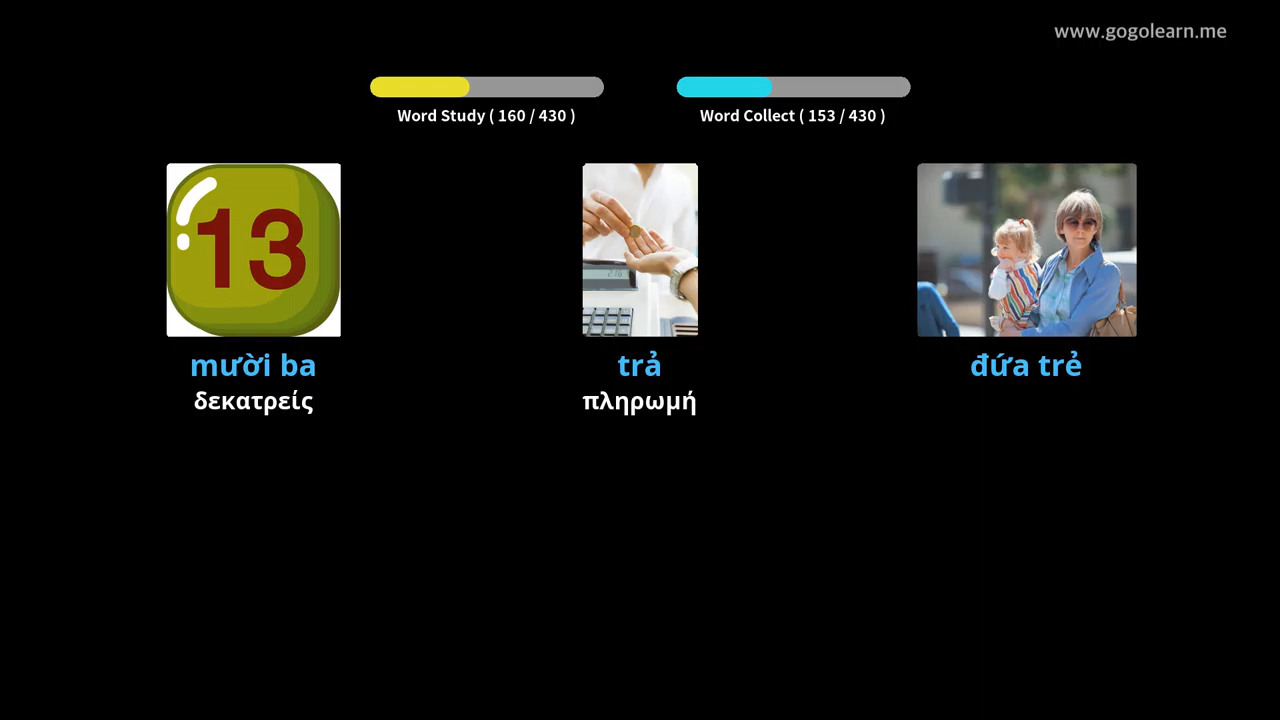 www.gogolearn.me
Word Study ( 160 / 430 )
Word Collect ( 153 / 430 )
13
216
mười ba
trả
đứa trẻ
δεκατρείς
πληρωμή